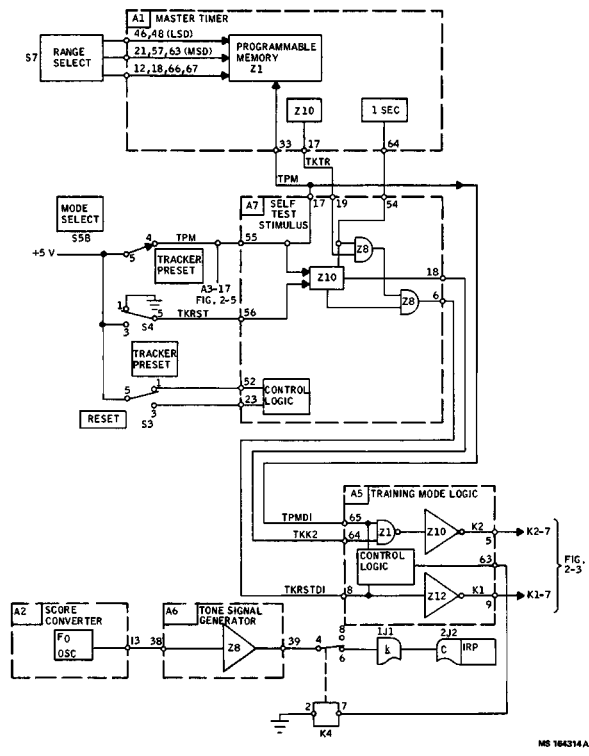 A1 MASTER TIMER
46,48 (LSD)
21,57,63 (MSD)
12,18,66,67
S7
RANGE
SELECT
PROGRAMMABLE
MEMORY
Z1
Z10
1 SEC
33
17
64
TKTR
TPM
17
19
54
A7
SELF
TEST
STIMULUS
MODE
SELECT
S5B
+5 V
4
5
TPM
55
TRACKER
PRESET
A3-17
FIG. 2-5
Z8
Z10
18
Z8
6
1
5
TKRST
56
3
S4
TRACKER
PRESET
5
1
52
23
CONTROL
LOGIC
RESET
3
S3
A5 TRAINING MODE LOGIC
TPMDI
65
TKK2
64
Z1
Z10
K2
5
K2-7
CONTROL
LOGIC
63
FIG.
2-3
TKRSTDI
8
Z12
K1
9
K1-7
A2
SCORE
CONVERTER
FO
OSC
13
A6
TONE SIGNAL
GENERATOR
38
Z8
39
4
8
6
1J1
k
2J2
C
IRP
2
7
K4
MS 164314A